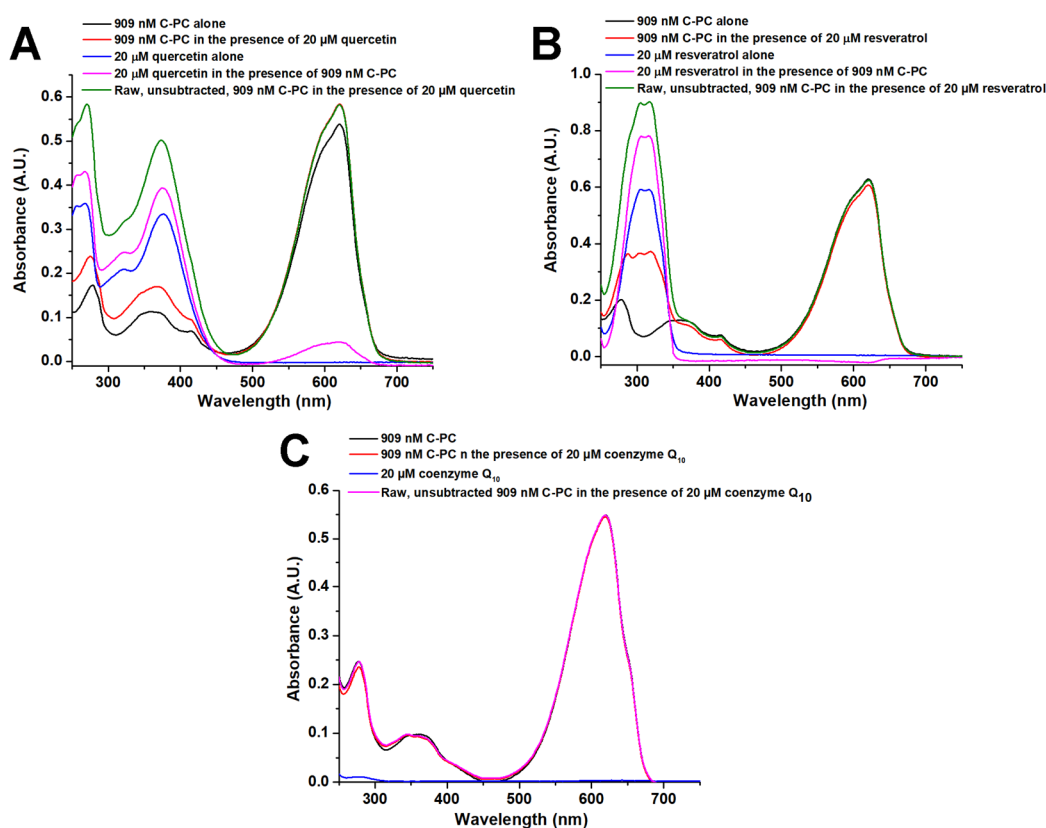 A
909 nM C-PC alone
909 nM C-PC in the presence of 20 µM quercetin
20 µM quercetin alone
20 µM quercetin in the presence of 909 nM C-PC
Raw, unsubtracted, 909 nM C-PC in the presence of 20 µM quercetin
0.6
0.5
0.4
0.3
0.2
0.1
0.0
Absorbance (A.U.)
300 400 500 600 700
Wavelength (nm)
B
909 nM C-PC alone
909 nM C-PC in the presence of 20 µM resveratrol
20 µM resveratrol alone
20 µM resveratrol in the presence of 909 nM C-PC
Raw, unsubtracted, 909 nM C-PC in the presence of 20 µM resveratrol
1.0
0.8
0.6
0.4
0.2
0.0
Absorbance (A.U.)
300 400 500 600 700
Wavelength (nm)
C
909 nM C-PC
909 nM C-PC n the presence of 20 µM coenzyme Q10
20 µM coenzyme Q10
Raw, unsubtracted 909 nM C-PC in the presence of 20 µM coenzyme Q10
0.6
0.5
0.4
0.3
0.2
0.1
0.0
Absorbance (A.U.)
300 400 500 600 700
Wavelength (nm)